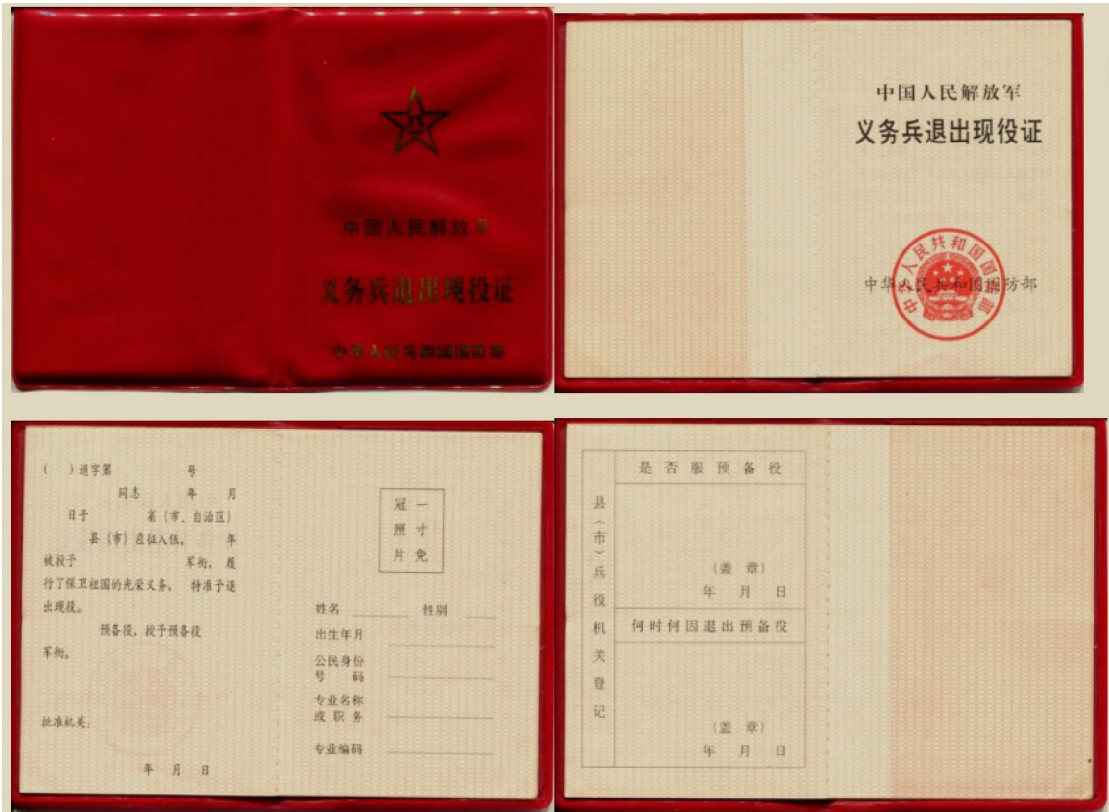 中国人民解放军
义务兵退出现役证
中华人民共和国国防部
中国人民解放军
义务兵退出现役证
中华人民共和国国防部
中华人民共和国国防部
( )退字第 号
同志 年 月
日于 省(市、自治区)
县(市)应征入伍, 年
被授予 军衔,履
行了保卫祖国的光荣义务, 特准予退
出现役。
预备役,授予预备役
军衔。
批准机关:
年 月 日
冠 一
照 寸
片 免
姓名 性别
出生年月
公民身份
号 码
专业名称
或 职 务
专业编码
县(市)兵役机关登记
是否服预备役
(盖 章)
年 月 日
何时何因退出预备役
(盖 章)
年 月 日